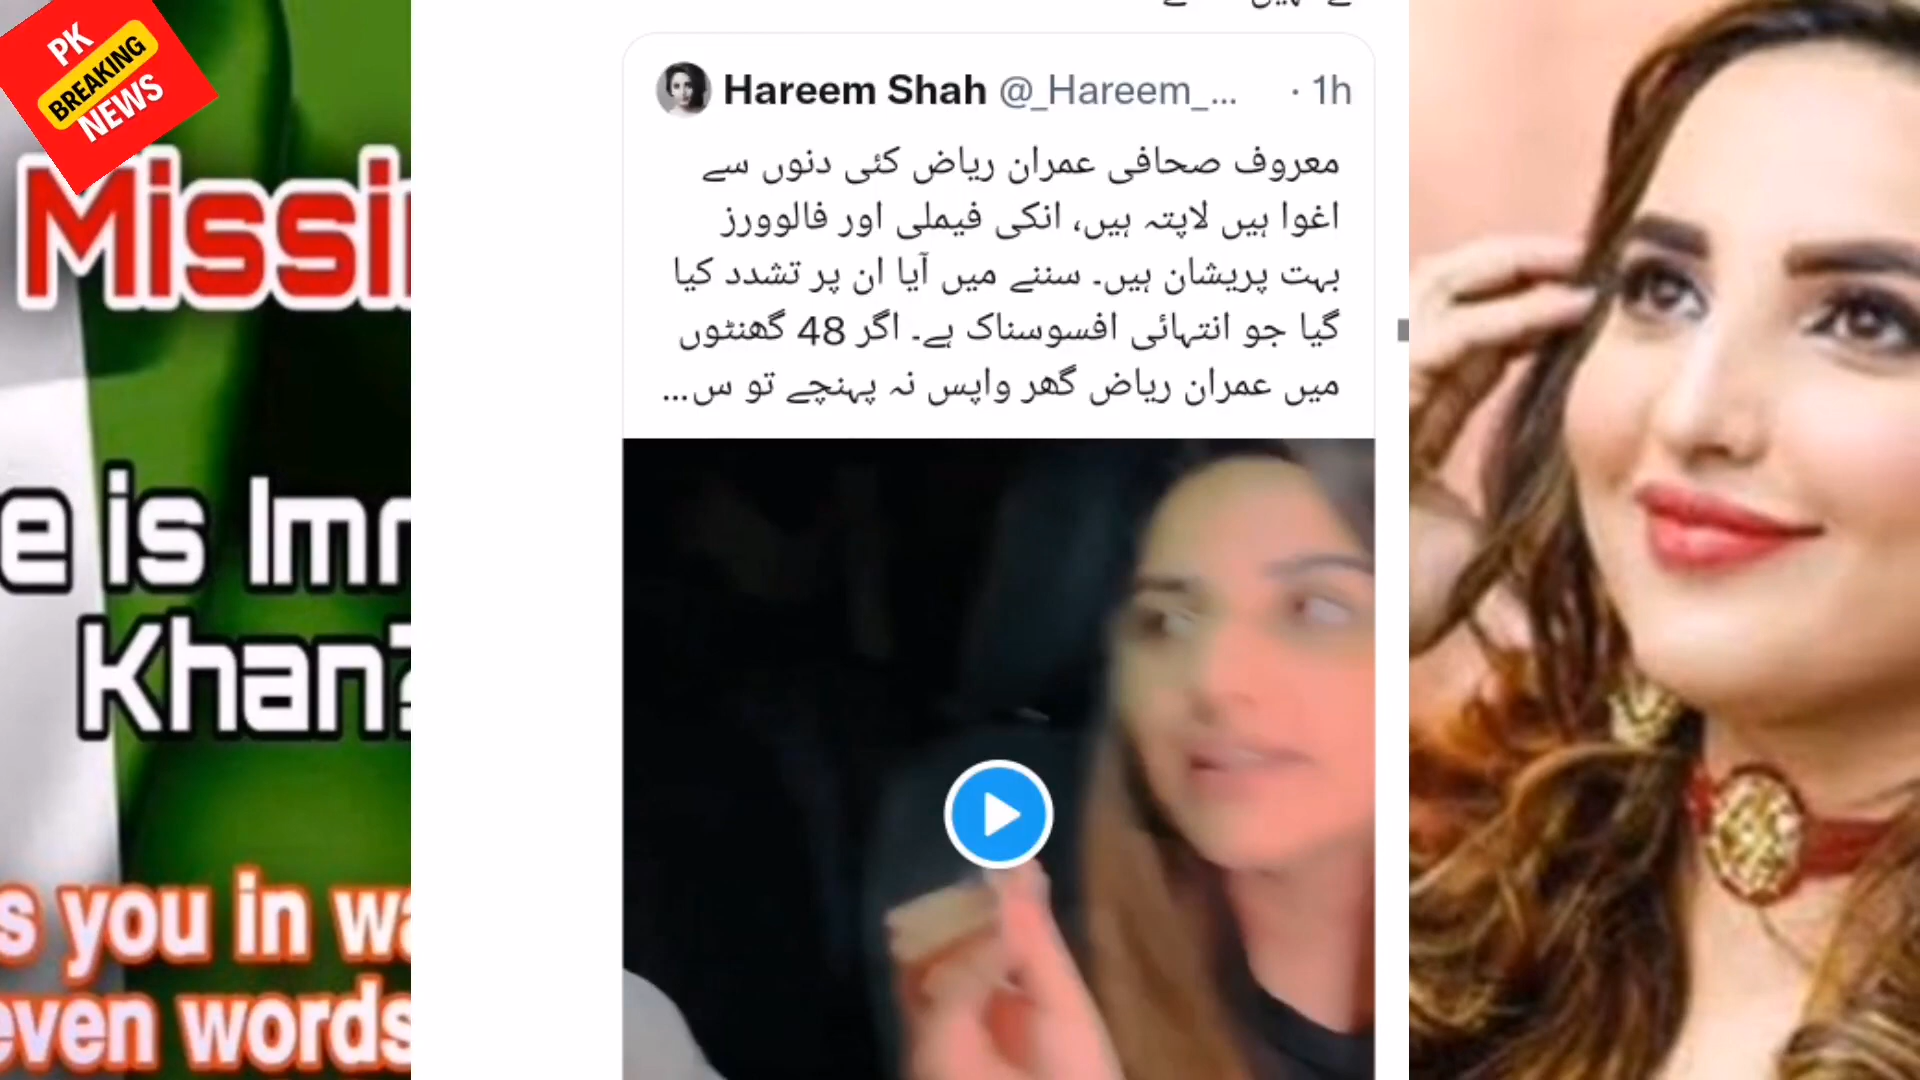 PK
BREAKING
NEWS
Missi
e is Im
Khan?
s you in wa
even words
Hareem Shah @_Hareem_... · 1h
معروف صحافی عمران ریاض کئی دنوں سے
اغوا ہیں لاپتہ ہیں، انکی فیملی اور فالوورز
بہت پریشان ہیں۔ سننے میں آیا ان پر تشدد کیا
گیا جو انتہائی افسوسناک ہے۔ اگر 48 گھنٹوں
میں عمران ریاض گھر واپس نہ پہنچے تو س...